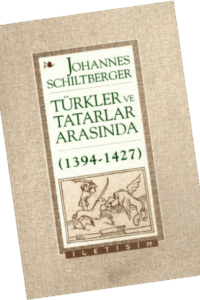 JOHANNES
SCHILTBERGER
TÜRKLER VE
TATARLAR
ARASINDA
(1394-1427)
İLETİŞİM